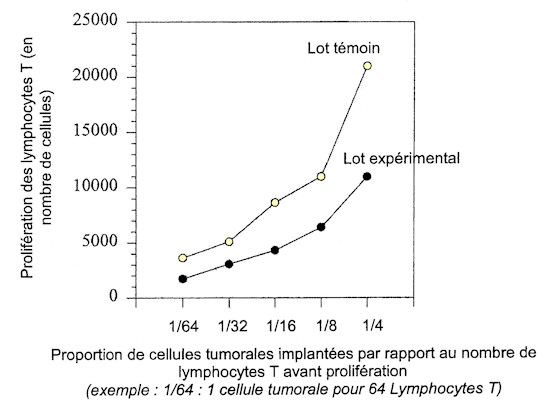 25000
20000
15000
10000
5000
0
Prolifération des lymphocytes T (en
nombre de cellules)
Lot témoin
Lot expérimental
1/64 1/32 1/16 1/8 1/4
Proportion de cellules tumorales implantées par rapport au nombre de
lymphocytes T avant prolifération
(exemple : 1/64 : 1 cellule tumorale pour 64 Lymphocytes T)